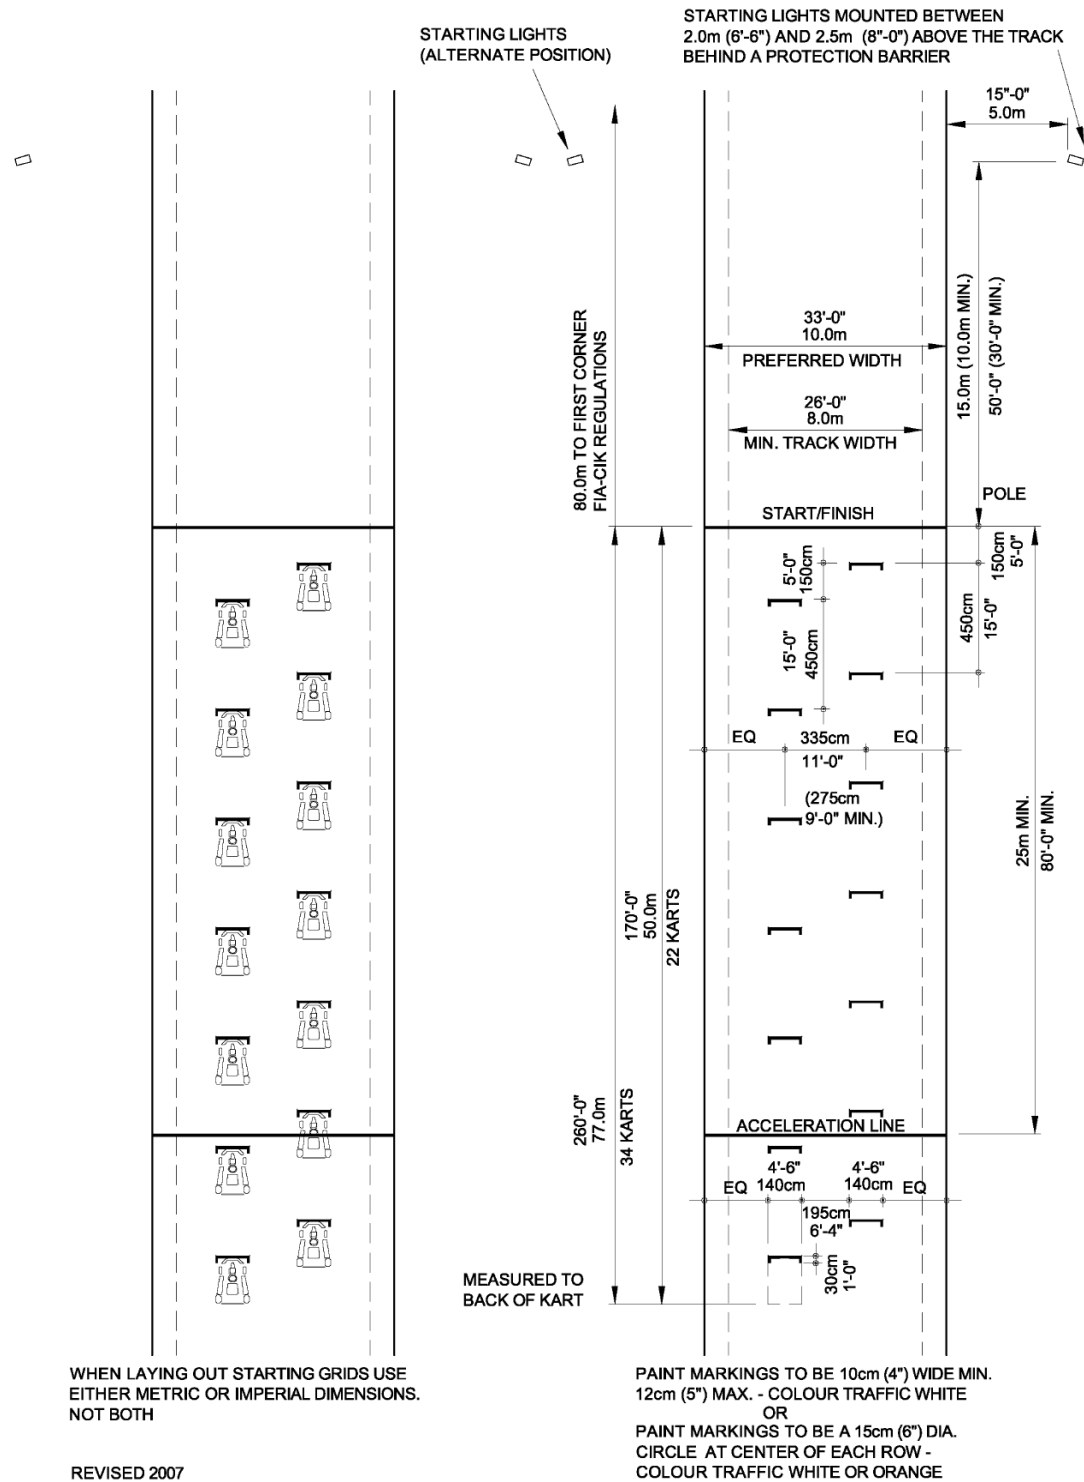 STARTING LIGHTS
(ALTERNATE POSITION)
STARTING LIGHTS MOUNTED BETWEEN
2.0m (6'-6") AND 2.5m (8"-0") ABOVE THE TRACK
BEHIND A PROTECTION BARRIER
15"-0"
5.0m
80.0m TO FIRST CORNER
FIA-CIK REGULATIONS
33'-0"
10.0m
PREFERRED WIDTH
26'-0"
8.0m
MIN. TRACK WIDTH
15.0m (10.0m MIN.)
50'-0" (30'-0" MIN.)
POLE
START/FINISH
5'-0"
150cm
150cm
5'-0"
15'-0"
450cm
450cm
15'-0"
EQ
335cm
11'-0"
EQ
(275cm
9'-0" MIN.)
25m MIN.
80'-0" MIN.
170'-0"
50.0m
22 KARTS
260'-0"
77.0m
34 KARTS
ACCELERATION LINE
EQ
4'-6"
140cm
4'-6"
140cm
EQ
195cm
6'-4"
30cm
1'-0"
MEASURED TO
BACK OF KART
WHEN LAYING OUT STARTING GRIDS USE
EITHER METRIC OR IMPERIAL DIMENSIONS.
NOT BOTH
PAINT MARKINGS TO BE 10cm (4") WIDE MIN.
12cm (5") MAX. - COLOUR TRAFFIC WHITE
OR
PAINT MARKINGS TO BE A 15cm (6") DIA.
CIRCLE AT CENTER OF EACH ROW -
COLOUR TRAFFIC WHITE OR ORANGE
REVISED 2007